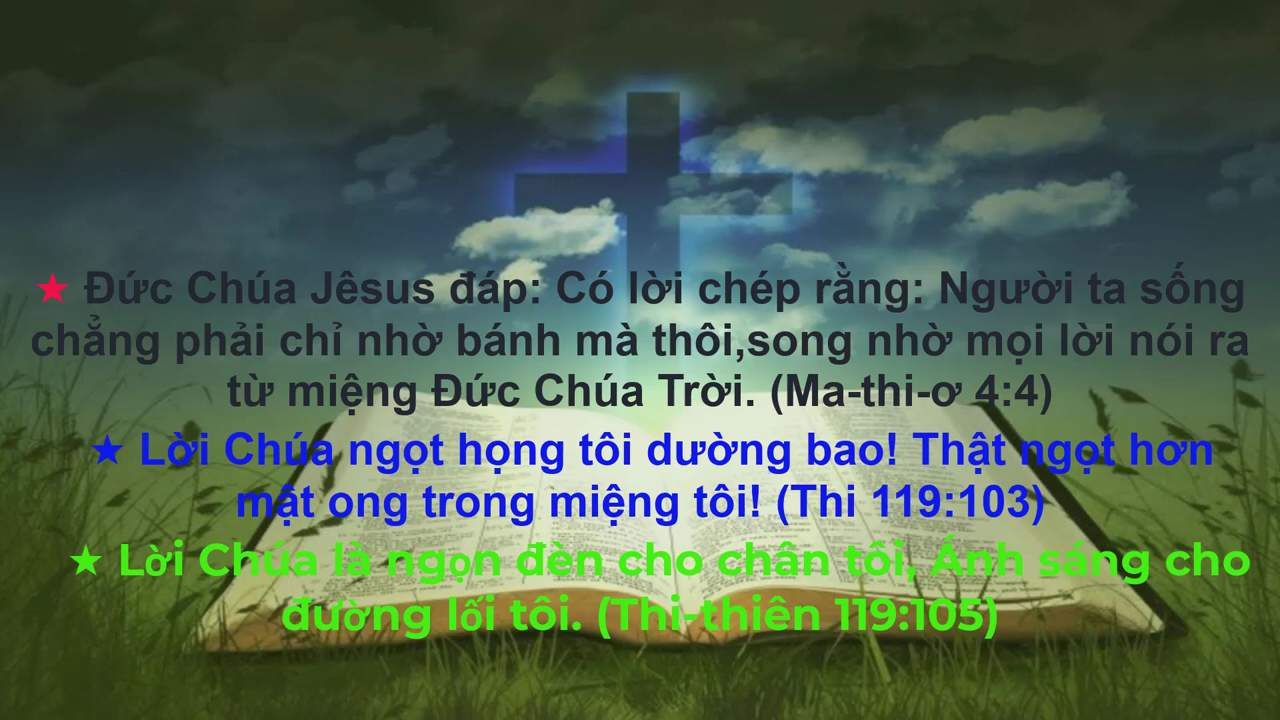 ★ Đức Chúa Jêsus đáp: Có lời chép rằng: Người ta sống
chẳng phải chỉ nhờ bánh mà thôi,song nhờ mọi lời nói ra
từ miệng Đức Chúa Trời. (Ma-thi-ơ 4:4)
★ Lời Chúa ngọt họng tôi dường bao! Thật ngọt hơn
mật ong trong miệng tôi! (Thi 119:103)
★ Lời Chúa là ngọn đèn cho chân tôi, Ánh sáng cho
đường lối tôi. (Thi-thiên 119:105)